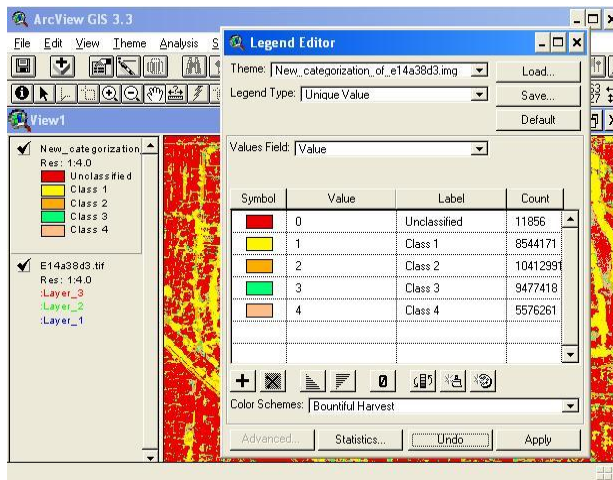 ArcView GIS 3.3
File Edit View Theme Analysis S
View1
New_categorization
Res: 1:4.0
Unclassified
Class 1
Class 2
Class 3
Class 4
E14a38d3.tif
Res: 1:4.0
:Layer_3
:Layer_2
:Layer_1
Legend Editor
Theme: New_categorization_of_e14a38d3.img Load...
Legend Type: Unique Value Save...
Default
Values Field: Value
Symbol Value Label Count
0 Unclassified 11856
1 Class 1 8544171
2 Class 2 10412991
3 Class 3 9477418
4 Class 4 5576261
Color Schemes: Bountiful Harvest
Advanced... Statistics... Undo Apply